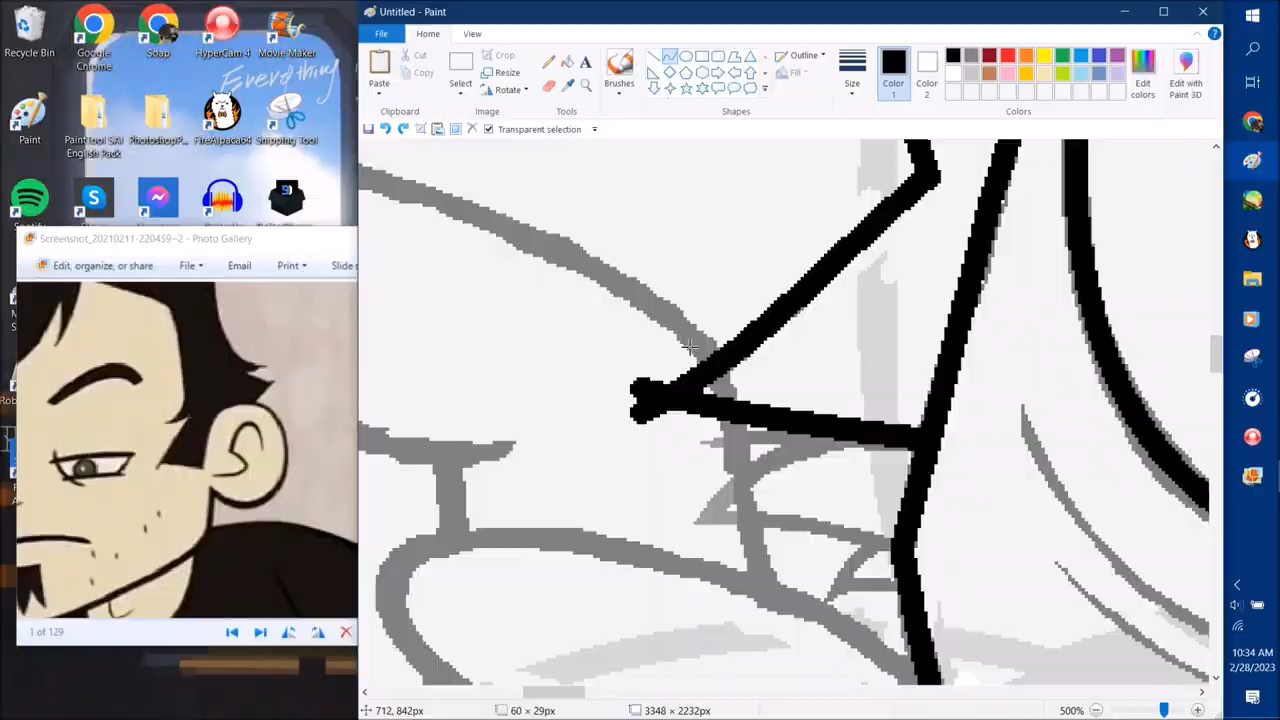 Untitled - Paint
File
Home
View
Paste
Cut
Copy
Clipboard
Select
Crop
Resize
Rotate
Image
Tools
Brushes
Shapes
Outline
Fill
Size
Color
1
Color
2
Colors
Edit
colors
Edit with
Paint 3D
Transparent selection
Recycle Bin
Google
Chrome
Soap
HyperCam 4
Movie Maker
Everything
Paint
PaintTool SAI
English Pack
PhotoshopP...
FireAlpaca64
Snipping Tool
Screenshot_20210211-220459~2 - Photo Gallery
Edit, organize, or share
File
Email
Print
Slide s
1 of 129
712, 842px
60 × 29px
3348 × 2232px
500%
10:34 AM
2/28/2023